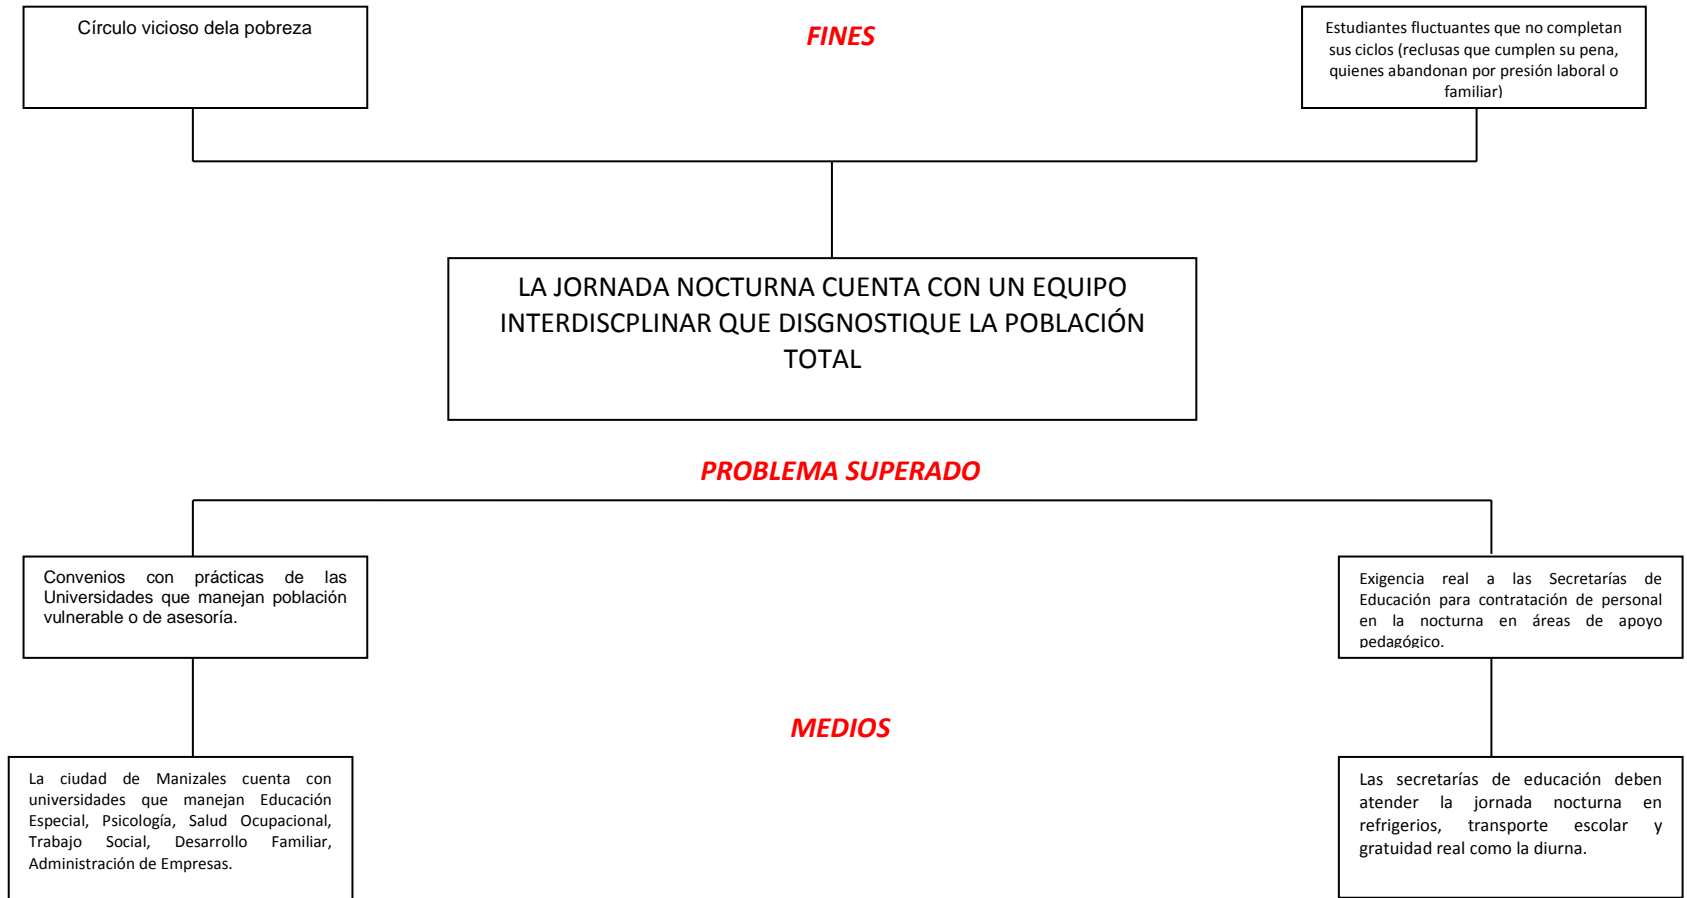 Círculo vicioso dela pobreza
FINES
Estudiantes fluctuantes que no completan
sus ciclos (reclusas que cumplen su pena,
quienes abandonan por presión laboral o
familiar)
LA JORNADA NOCTURNA CUENTA CON UN EQUIPO
INTERDISCPLINAR QUE DISGNOSTIQUE LA POBLACIÓN
TOTAL
PROBLEMA SUPERADO
Convenios con prácticas de las
Universidades que manejan población
vulnerable o de asesoría.
Exigencia real a las Secretarías de
Educación para contratación de personal
en la nocturna en áreas de apoyo
pedagógico.
MEDIOS
La ciudad de Manizales cuenta con
universidades que manejan Educación
Especial, Psicología, Salud Ocupacional,
Trabajo Social, Desarrollo Familiar,
Administración de Empresas.
Las secretarías de educación deben
atender la jornada nocturna en
refrigerios, transporte escolar y
gratuidad real como la diurna.